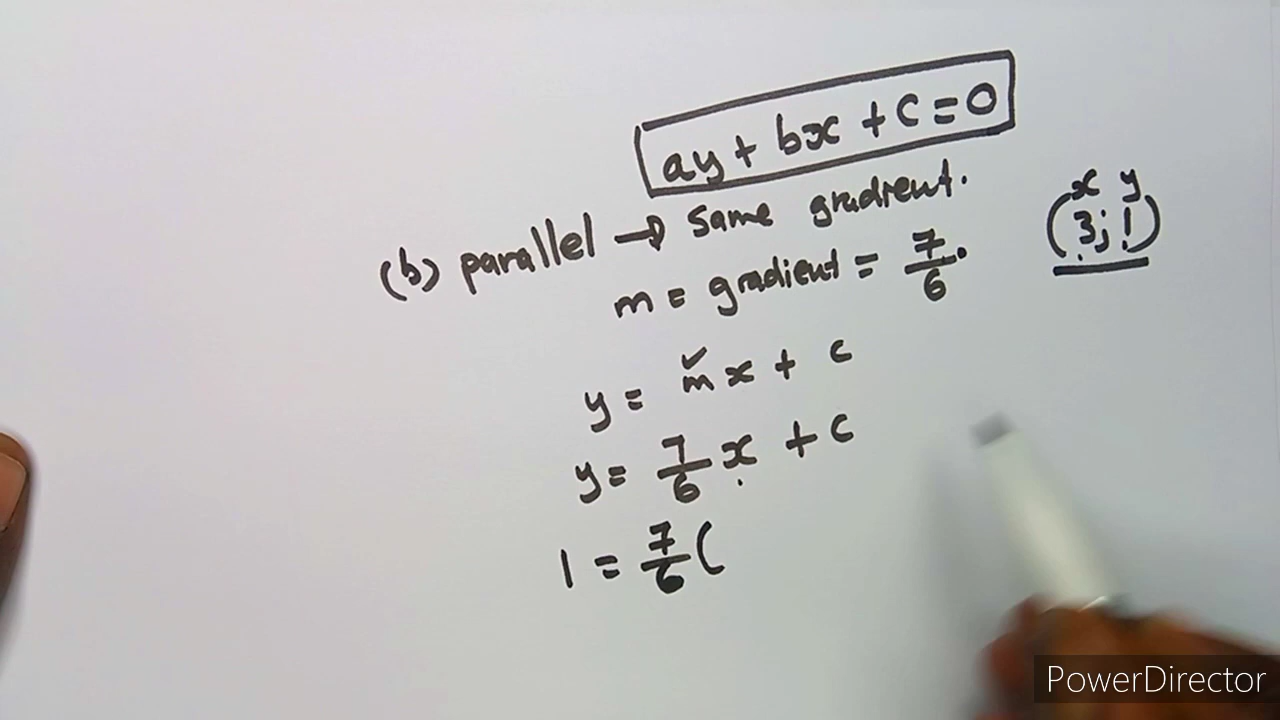 ay + bx + c = 0
(b) parallel → Same gradient.
x y
(3; 1)
m = gradient = 7/6.
y = mx + c
y = 7/6 x + c
1 = 7/6 (
PowerDirector